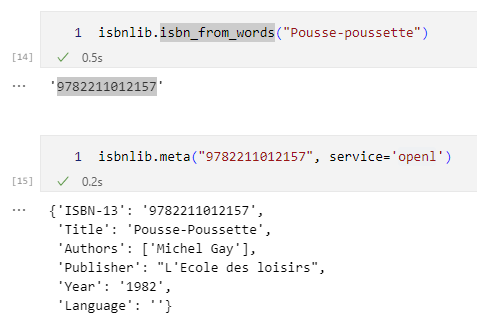 1 isbnlib.isbn_from_words("Pousse-poussette")
[14] 0.5s
... '9782211012157'
1 isbnlib.meta("9782211012157", service='openl')
[15] 0.2s
... {'ISBN-13': '9782211012157',
'Title': 'Pousse-Poussette',
'Authors': ['Michel Gay'],
'Publisher': "L'Ecole des loisirs",
'Year': '1982',
'Language': ''}